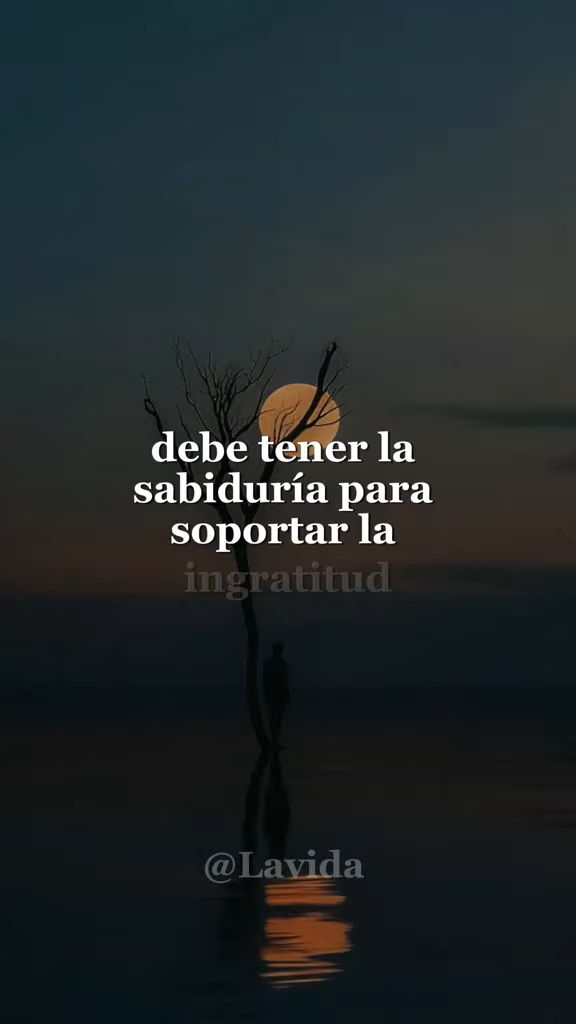 debe tener la
sabiduría para
soportar la
ingratitud
@Lavida